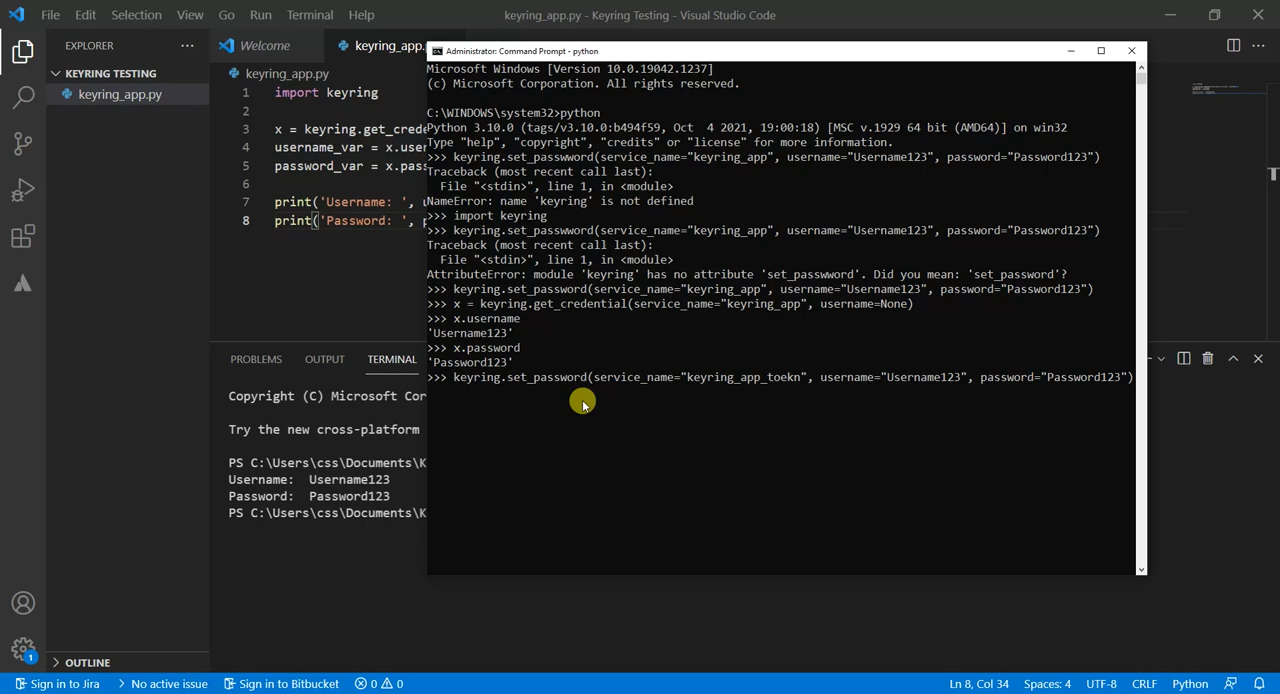 File Edit Selection View Go Run Terminal Help keyring_app.py - Keyring Testing - Visual Studio Code
EXPLORER
KEYRING TESTING
keyring_app.py
OUTLINE
Welcome keyring_app.
keyring_app.py
1 import keyring
2
3 x = keyring.get_crede
4 username_var = x.use
5 password_var = x.pas
6
7 print('Username: ', u
8 print('Password: ', p
PROBLEMS OUTPUT TERMINAL
Copyright (C) Microsoft Cor
Try the new cross-platform
PS C:\Users\css\Documents\K
Username:  Username123
Password:  Password123
PS C:\Users\css\Documents\K
Administrator: Command Prompt - python
Microsoft Windows [Version 10.0.19042.1237]
(c) Microsoft Corporation. All rights reserved.
C:\WINDOWS\system32>python
Python 3.10.0 (tags/v3.10.0:b494f59, Oct  4 2021, 19:00:18) [MSC v.1929 64 bit (AMD64)] on win32
Type "help", "copyright", "credits" or "license" for more information.
>>> keyring.set_passwword(service_name="keyring_app", username="Username123", password="Password123")
Traceback (most recent call last):
  File "<stdin>", line 1, in <module>
NameError: name 'keyring' is not defined
>>> import keyring
>>> keyring.set_passwword(service_name="keyring_app", username="Username123", password="Password123")
Traceback (most recent call last):
  File "<stdin>", line 1, in <module>
AttributeError: module 'keyring' has no attribute 'set_passwword'. Did you mean: 'set_password'?
>>> keyring.set_password(service_name="keyring_app", username="Username123", password="Password123")
>>> x = keyring.get_credential(service_name="keyring_app", username=None)
>>> x.username
'Username123'
>>> x.password
'Password123'
>>> keyring.set_password(service_name="keyring_app_toekn", username="Username123", password="Password123")
1
Sign in to Jira No active issue Sign in to Bitbucket 0 0 Ln 8, Col 34 Spaces: 4 UTF-8 CRLF Python